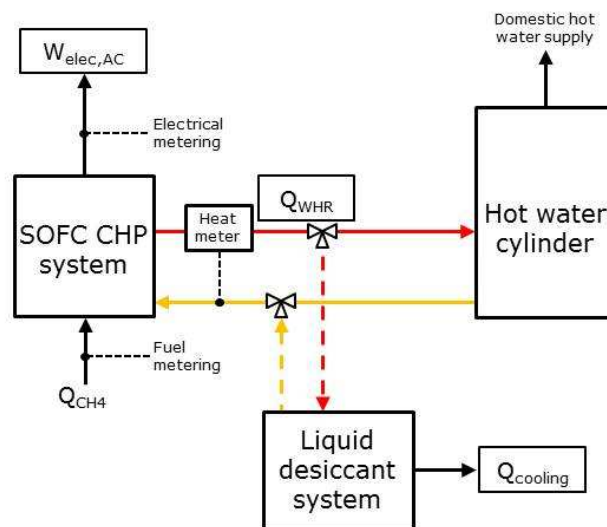 Domestic hot
water supply
W_elec,AC
Electrical
metering
SOFC CHP
system
Heat
meter
Q_WHR
Hot water
cylinder
Fuel
metering
Q_CH4
Liquid
desiccant
system
Q_cooling